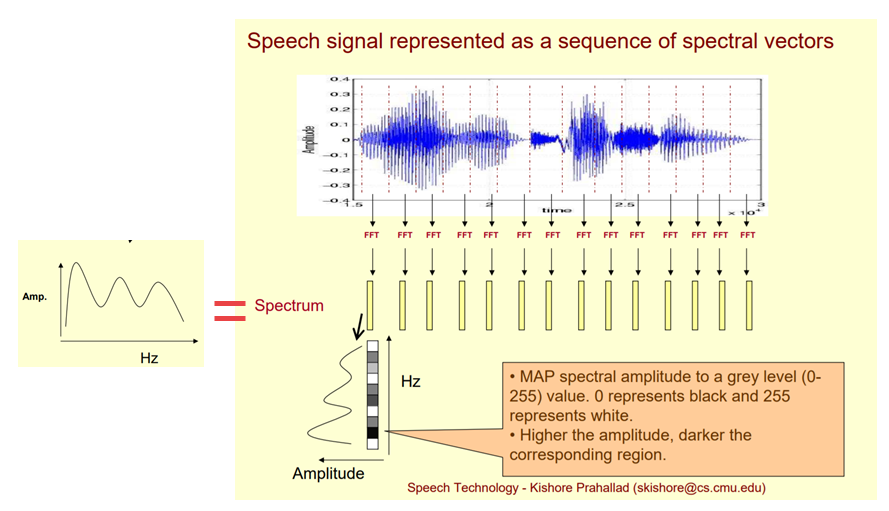 Speech signal represented as a sequence of spectral vectors
0.4
0.3
0.2
0.1
0
-0.1
-0.2
-0.3
-0.4
Amplitude
1.5 2 2.5 3
time
x 10⁴
FFT FFT FFT FFT FFT FFT FFT FFT FFT FFT FFT FFT FFT
Amp.
Hz
Spectrum
Hz
Amplitude
• MAP spectral amplitude to a grey level (0-
255) value. 0 represents black and 255
represents white.
• Higher the amplitude, darker the
corresponding region.
Speech Technology - Kishore Prahallad (skishore@cs.cmu.edu)